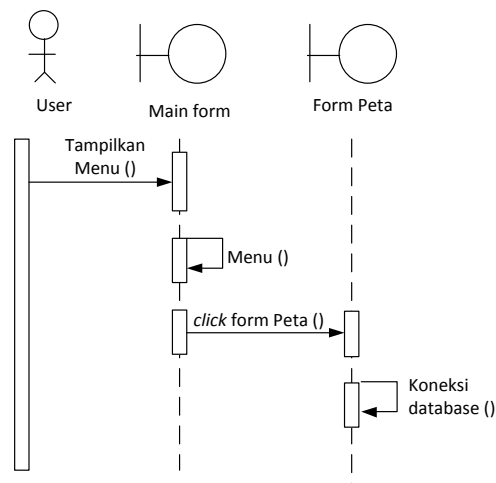 User
Main form
Form Peta
Tampilkan
Menu ()
Menu ()
click form Peta ()
Koneksi
database ()